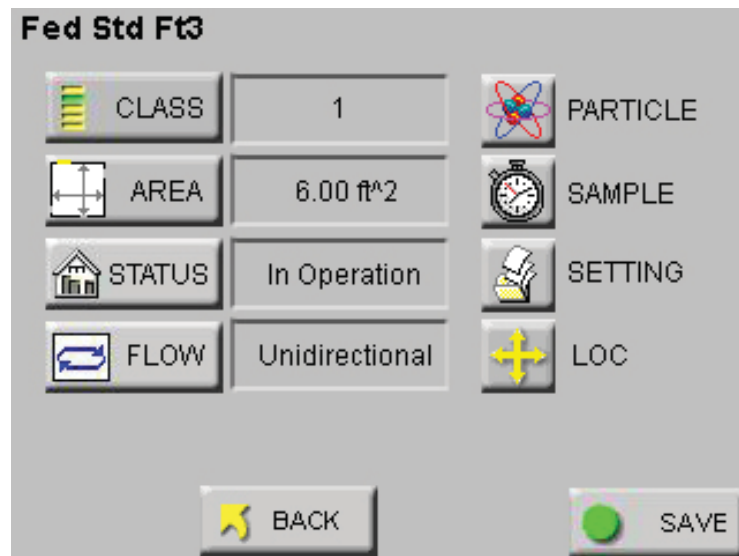 Fed Std Ft3
CLASS 1 PARTICLE
AREA 6.00 ft^2 SAMPLE
STATUS In Operation SETTING
FLOW Unidirectional LOC
BACK SAVE